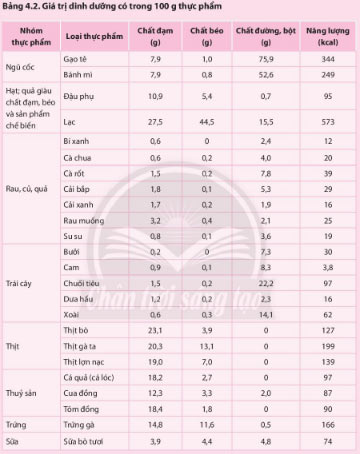 Bảng 4.2. Giá trị dinh dưỡng có trong 100 g thực phẩm
Nhóm thực phẩm Loại thực phẩm Chất đạm (g) Chất béo (g) Chất đường, bột (g) Năng lượng (kcal)
Ngũ cốc
Gạo tẻ 7,9 1,0 75,9 344
Bánh mì 7,9 0,8 52,6 249
Hạt; quả giàu chất đạm, béo và sản phẩm chế biến
Đậu phụ 10,9 5,4 0,7 95
Lạc 27,5 44,5 15,5 573
Rau, củ, quả
Bí xanh 0,6 0 2,4 12
Cà chua 0,6 0,2 4,0 20
Cà rốt 1,5 0,2 7,8 39
Cải bắp 1,8 0,1 5,3 29
Cải xanh 1,7 0,2 1,9 16
Rau muống 3,2 0,4 2,1 25
Su su 0,8 0,1 3,6 19
Trái cây
Bưởi 0,2 0 7,3 30
Cam 0,9 0,1 8,3 3,8
Chuối tiêu 1,5 0,2 22,2 97
Dưa hấu 1,2 0,2 2,3 16
Xoài 0,6 0,3 14,1 62
Thịt
Thịt bò 23,1 3,9 0 127
Thịt gà ta 20,3 13,1 0 199
Thịt lợn nạc 19,0 7,0 0 139
Thuỷ sản
Cá quả (cá lóc) 18,2 2,7 0 97
Cua đồng 12,3 3,3 2,0 87
Tôm đồng 18,4 1,8 0 90
Trứng
Trứng gà 14,8 11,6 0,5 166
Sữa
Sữa bò tươi 3,9 4,4 4,8 74
Chân trời sáng tạo